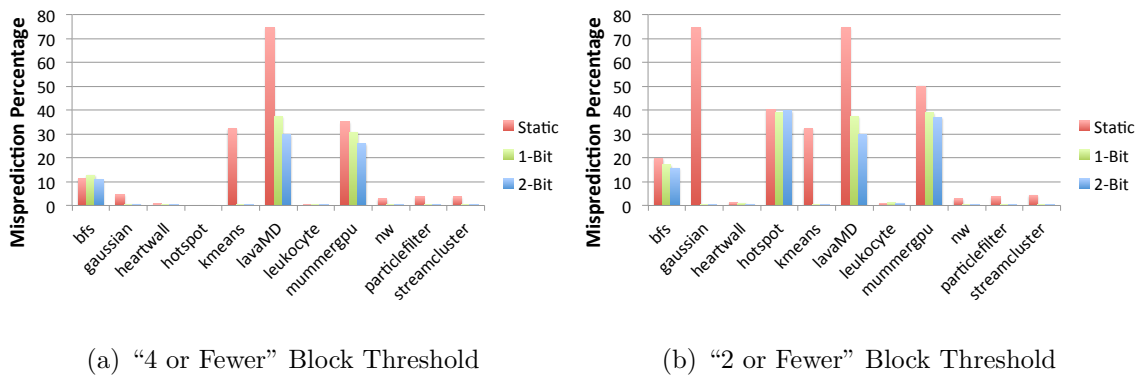 80
70
60
50
40
30
20
10
0
Misprediction Percentage
bfs
gaussian
heartwall
hotspot
kmeans
lavaMD
leukocyte
mummergpu
nw
particlefilter
streamcluster
Static
1-Bit
2-Bit
(a) “4 or Fewer” Block Threshold
80
70
60
50
40
30
20
10
0
Misprediction Percentage
bfs
gaussian
heartwall
hotspot
kmeans
lavaMD
leukocyte
mummergpu
nw
particlefilter
streamcluster
Static
1-Bit
2-Bit
(b) “2 or Fewer” Block Threshold